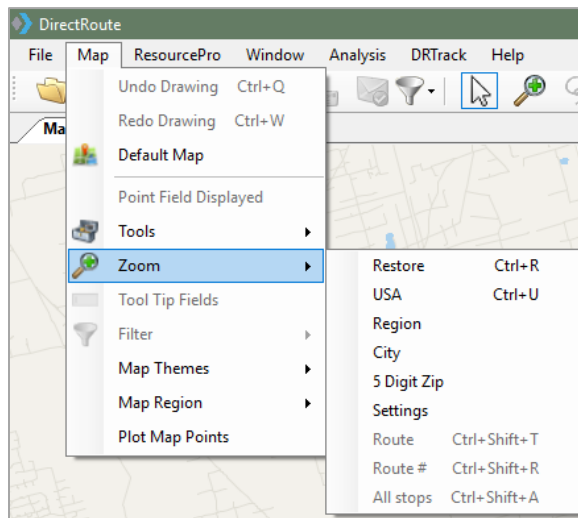 DirectRoute
File Map ResourcePro Window Analysis DRTrack Help
Undo Drawing Ctrl+Q
Redo Drawing Ctrl+W
Ma
Default Map
Point Field Displayed
Tools
Zoom
Restore Ctrl+R
USA Ctrl+U
Tool Tip Fields
Region
Filter
City
Map Themes
5 Digit Zip
Map Region
Settings
Plot Map Points
Route Ctrl+Shift+T
Route # Ctrl+Shift+R
All stops Ctrl+Shift+A